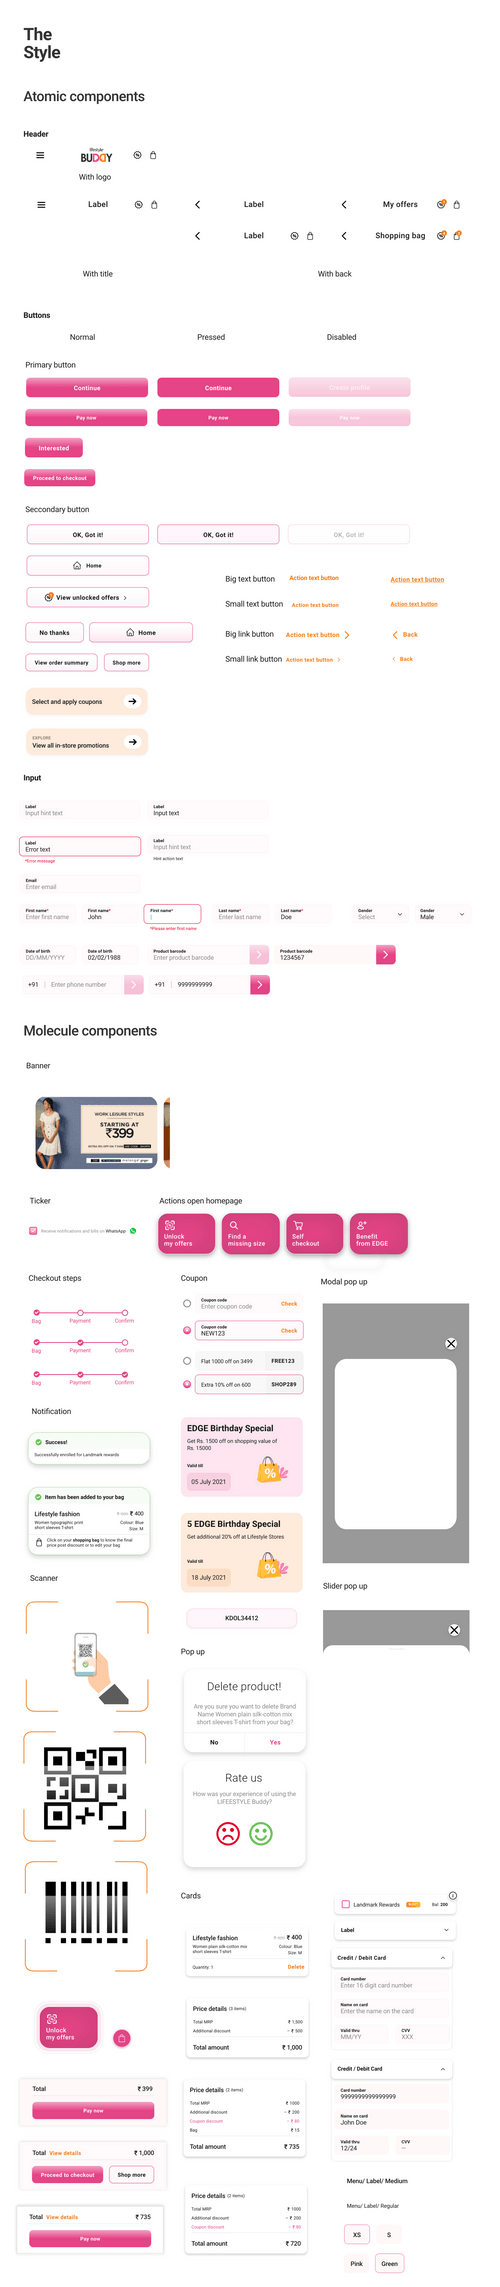 The
Style
Atomic components
Header
lifestyle
BUDDY
With logo
Label
Label
My offers
Label
Shopping bag
With title
With back
Buttons
Normal
Pressed
Disabled
Primary button
Continue
Continue
Create profile
Pay now
Pay now
Pay now
Interested
Proceed to checkout
Seccondary button
OK, Got it!
OK, Got it!
OK, Got it!
Home
View unlocked offers
No thanks
Home
View order summary
Shop more
Big text button
Action text button
Action text button
Small text button
Action text button
Action text button
Big link button
Action text button
Back
Small link button
Action text button
Back
Select and apply coupons
EXPLORE
View all in-store promotions
Input
Label
Input hint text
Label
Input text
Label
Error text
*Error message
Label
Input hint text
Hint action text
Email
Enter email
First name*
Enter first name
First name*
John
First name*
*Please enter first name
Last name*
Enter last name
Last name*
Doe
Gender
Select
Gender
Male
Date of birth
DD/MM/YYYY
Date of birth
02/02/1988
Product barcode
Enter product barcode
Product barcode
1234567
+91
Enter phone number
+91
9999999999
Molecule components
Banner
WORK LEISURE STYLES
STARTING AT
₹399
Ticker
Receive notifications and bills on WhatsApp
Actions open homepage
Unlock
my offers
Find a
missing size
Self
checkout
Benefit
from EDGE
Checkout steps
Bag
Payment
Confirm
Bag
Payment
Confirm
Bag
Payment
Confirm
Coupon
Coupon code
Enter coupon code
Check
Coupon code
NEW123
Check
Flat 1000 off on 3499
FREE123
Extra 10% off on 600
SHOP289
EDGE Birthday Special
Get Rs. 1500 off on shopping value of
Rs. 15000
Valid till
05 July 2021
%
5 EDGE Birthday Special
Get additional 20% off at Lifestyle Stores
Valid till
18 July 2021
%
KDOL34412
Modal pop up
Slider pop up
Notification
Success!
Successfully enrolled for Landmark rewards
Item has been added to your bag
Lifestyle fashion
₹ 400
Women typographic print
short sleeves T-shirt
Colour: Blue
Size: M
Click on your shopping bag to know the final
price post discount or to edit your bag
Scanner
Pop up
Delete product!
Are you sure you want to delete Brand
Name Women plain silk-cotton mix
short sleeves T-shirt from your bag?
No
Yes
Rate us
How was your experience of using the
LIFEESTYLE Buddy?
Cards
Lifestyle fashion
₹ 400
Women plain silk-cotton mix
short sleeves T-shirt
Colour: Blue
Size: M
Quantity: 1
Delete
Price details (3 items)
Total MRP
₹ 1,500
Additional discount
– ₹ 500
Total amount
₹ 1,000
Price details (2 items)
Total MRP
₹ 1000
Additional discount
– ₹ 200
Coupon discount
– ₹ 80
Bag
₹ 15
Total amount
₹ 735
Price details (2 items)
Total MRP
₹ 1000
Additional discount
– ₹ 200
Coupon discount
– ₹ 80
Total amount
₹ 720
Landmark Rewards
Bal 200
Label
Credit / Debit Card
Card number
Enter 16 digit card number
Name on card
Enter the name on the card
Valid thru
MM/YY
CVV
XXX
Credit / Debit Card
Card number
9999999999999999
Name on card
John Doe
Valid thru
12/24
CVV
Menu/ Label/ Medium
Menu/ Label/ Regular
XS
S
Pink
Green
Unlock
my offers
Total
₹ 399
Pay now
Total
View details
₹ 1,000
Proceed to checkout
Shop more
Total
View details
₹ 735
Pay now